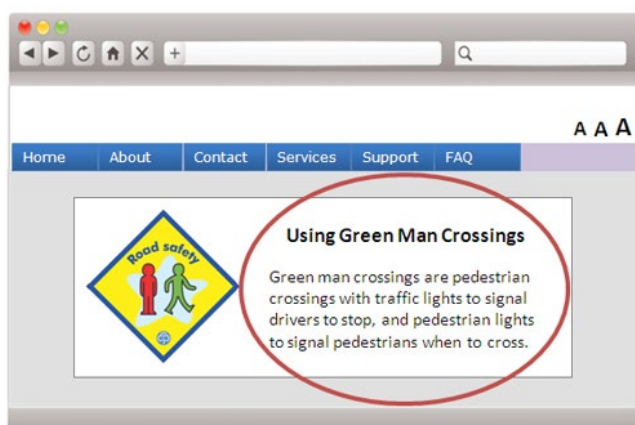 A A A
Home About Contact Services Support FAQ
Road safety
Using Green Man Crossings
Green man crossings are pedestrian
crossings with traffic lights to signal
drivers to stop, and pedestrian lights
to signal pedestrians when to cross.